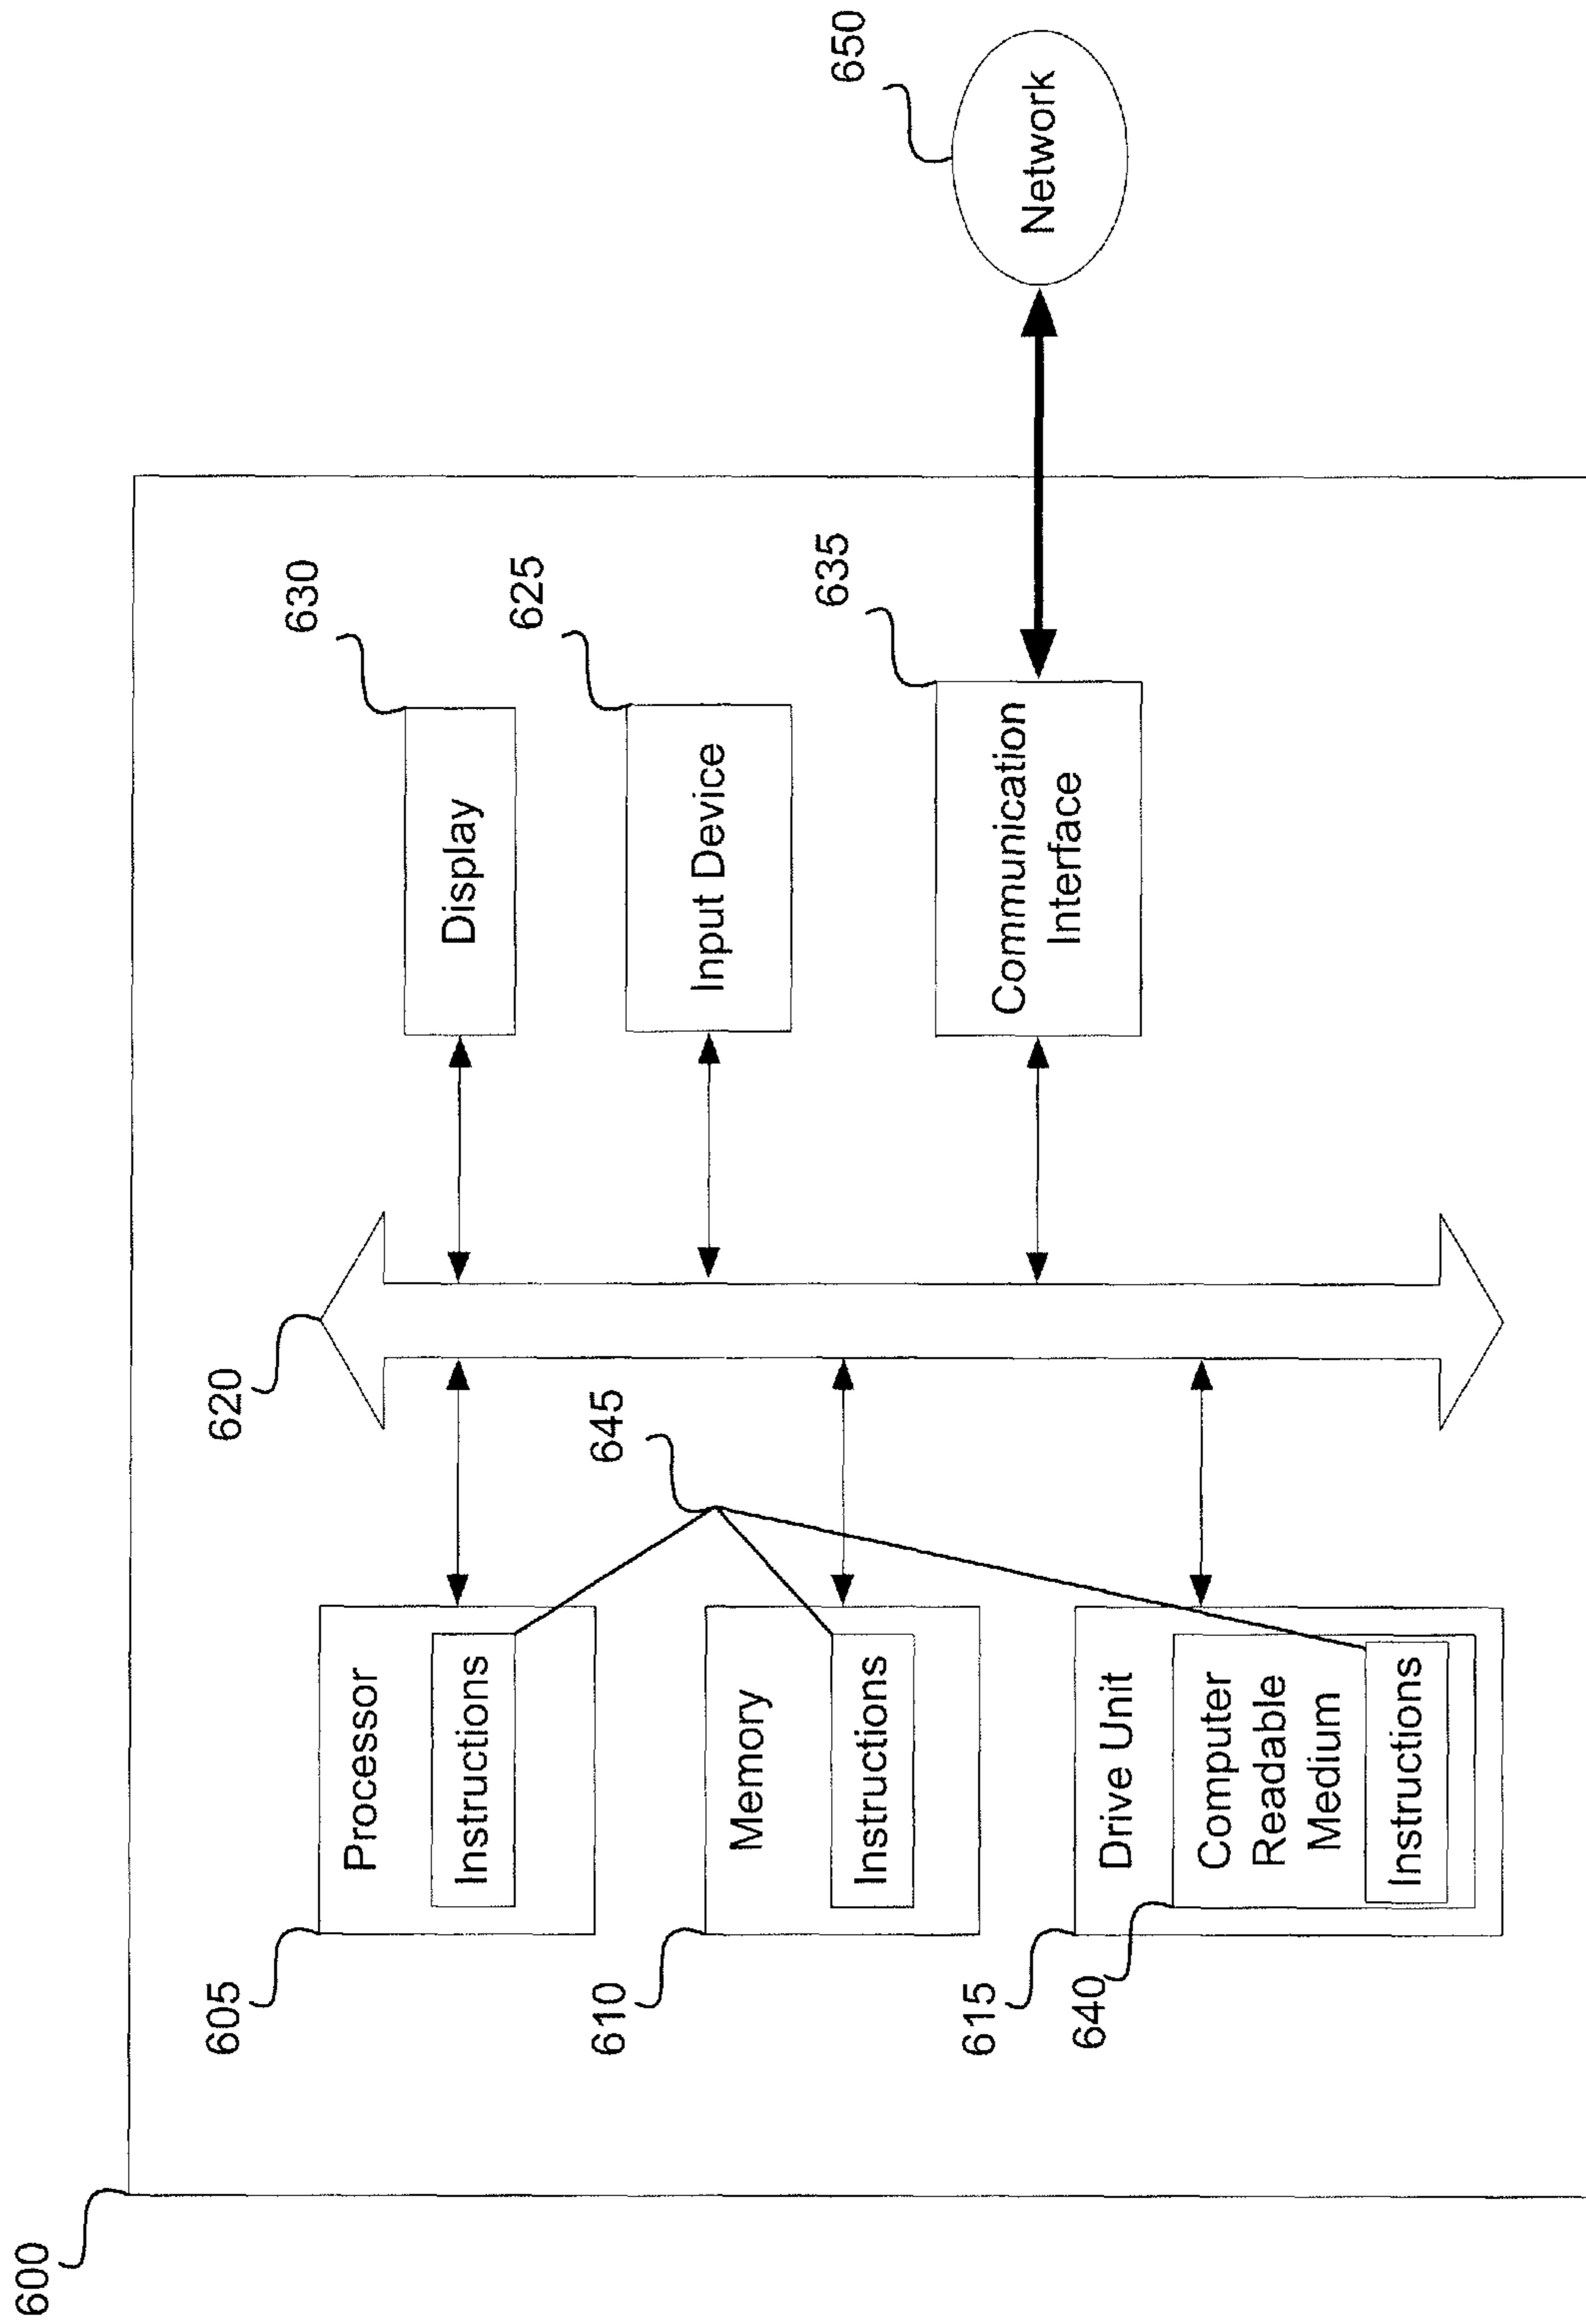 600
605
Processor
Instructions
610
Memory
Instructions
615
Drive Unit
640
Computer
Readable
Medium
Instructions
645
620
630
Display
625
Input Device
635
Communication
Interface
650
Network